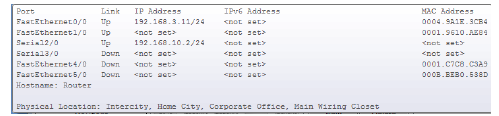 Port Link IP Address IPv6 Address MAC Address
FastEthernet0/0 Up 192.168.3.11/24 <not set> 0004.9A1E.3CB4
FastEthernet1/0 Up <not set> <not set> 0001.9610.AE84
Serial2/0 Up 192.168.10.2/24 <not set> <not set>
Serial3/0 Down <not set> <not set> <not set>
FastEthernet4/0 Down <not set> <not set> 0001.C7C8.C3A9
FastEthernet5/0 Down <not set> <not set>
Hostname: Router
Physical Location: Intercity, Home City, Corporate Office, Main Wiring Closet